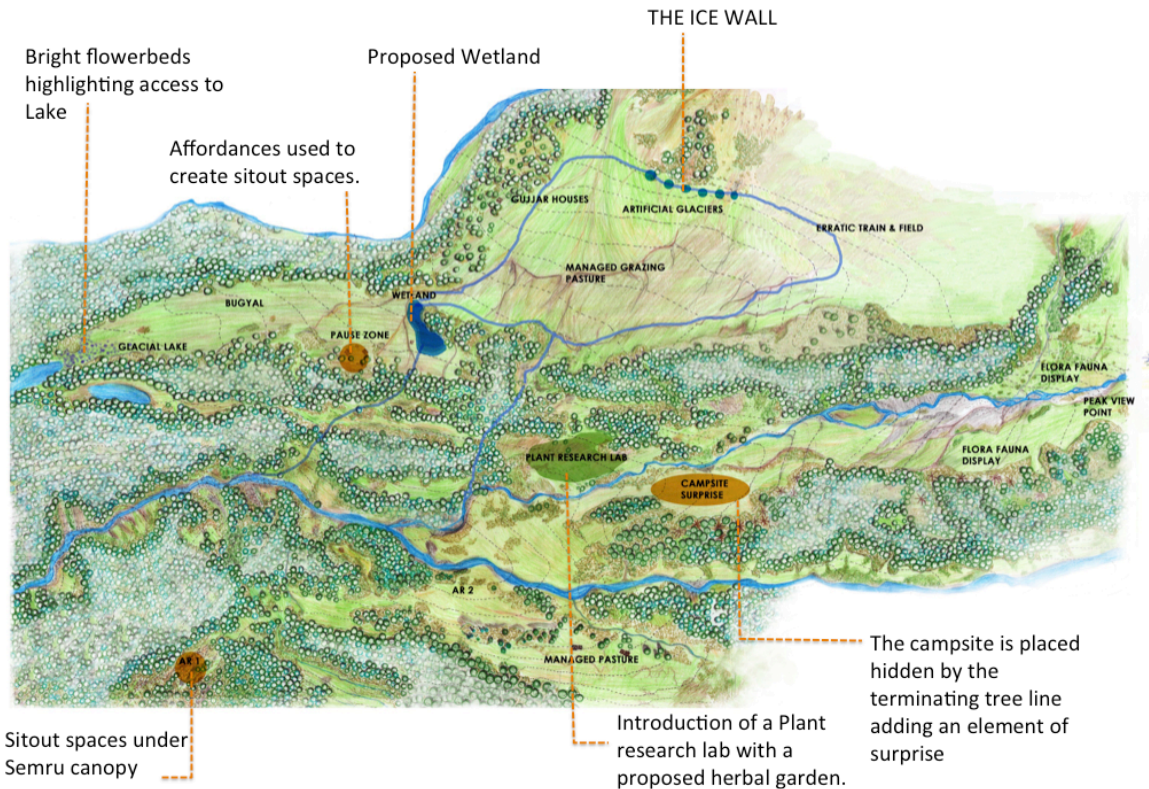 THE ICE WALL
Bright flowerbeds
highlighting access to
Lake
Proposed Wetland
Affordances used to
create sitout spaces.
GUJJAR HOUSES
ARTIFICIAL GLACIERS
ERRATIC TRAIN & FIELD
MANAGED GRAZING
PASTURE
WETLAND
BUGYAL
PAUSE ZONE
GLACIAL LAKE
FLORA FAUNA
DISPLAY
PEAK VIEW
POINT
PLANT RESEARCH LAB
FLORA FAUNA
DISPLAY
CAMPSITE
SURPRISE
AR 2
AR 1
MANAGED PASTURE
The campsite is placed
hidden by the
terminating tree line
adding an element of
surprise
Introduction of a Plant
research lab with a
proposed herbal garden.
Sitout spaces under
Semru canopy